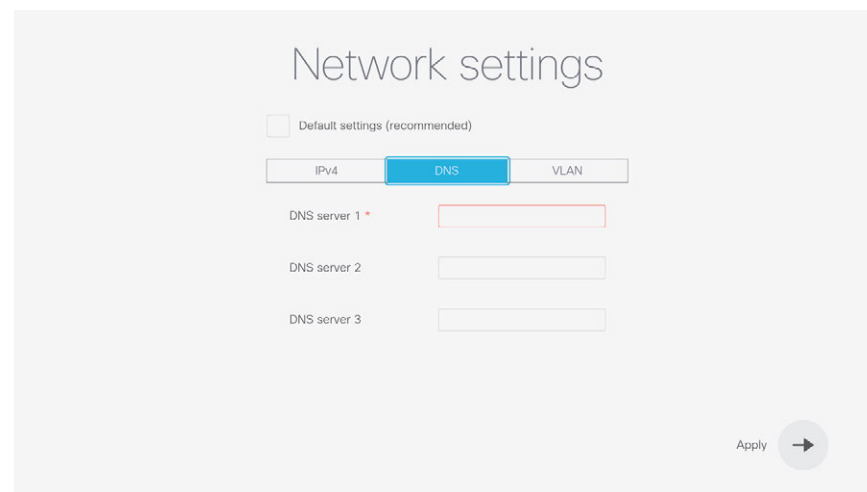 Network settings
Default settings (recommended)
IPv4 DNS VLAN
DNS server 1 *
DNS server 2
DNS server 3
Apply